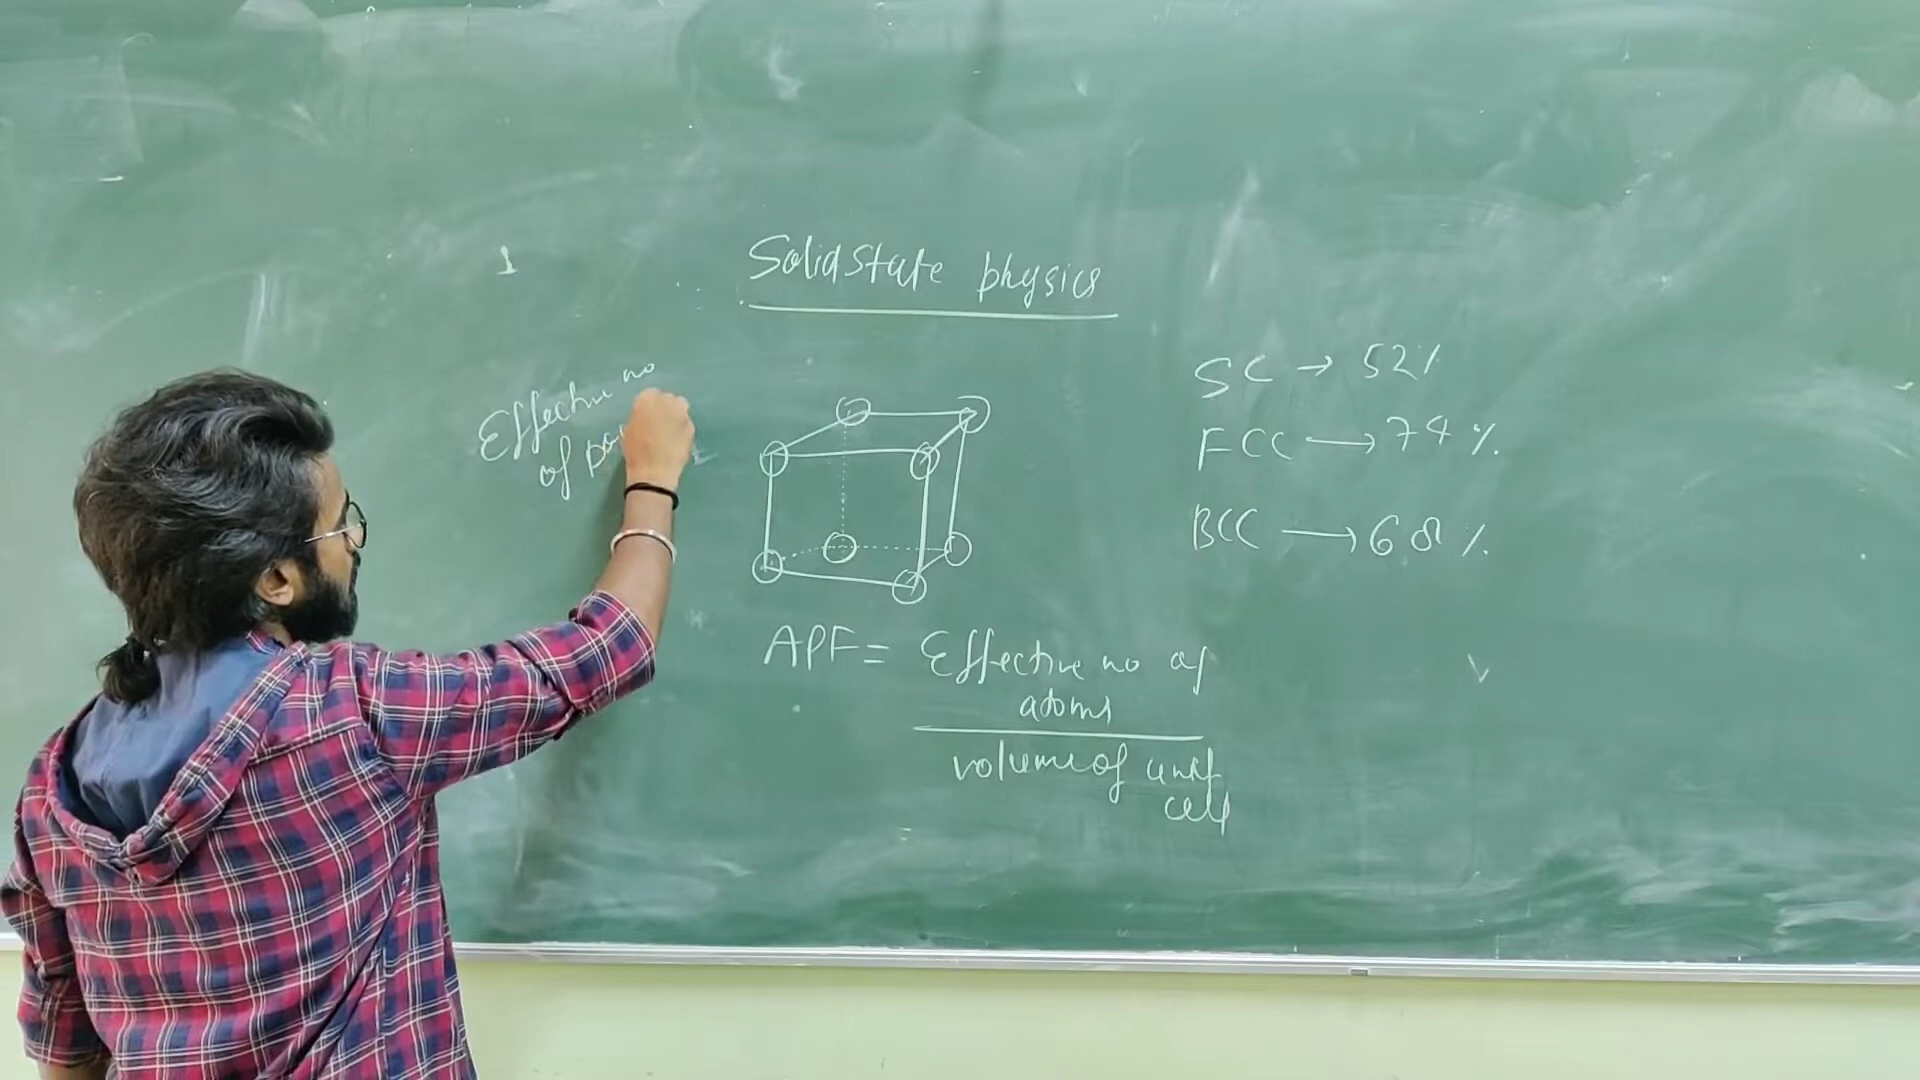 1
Solid state physics
Effective no
of
SC → 52%
FCC → 74%
BCC → 68%
APF = Effective no of
atoms
volume of unit
cell